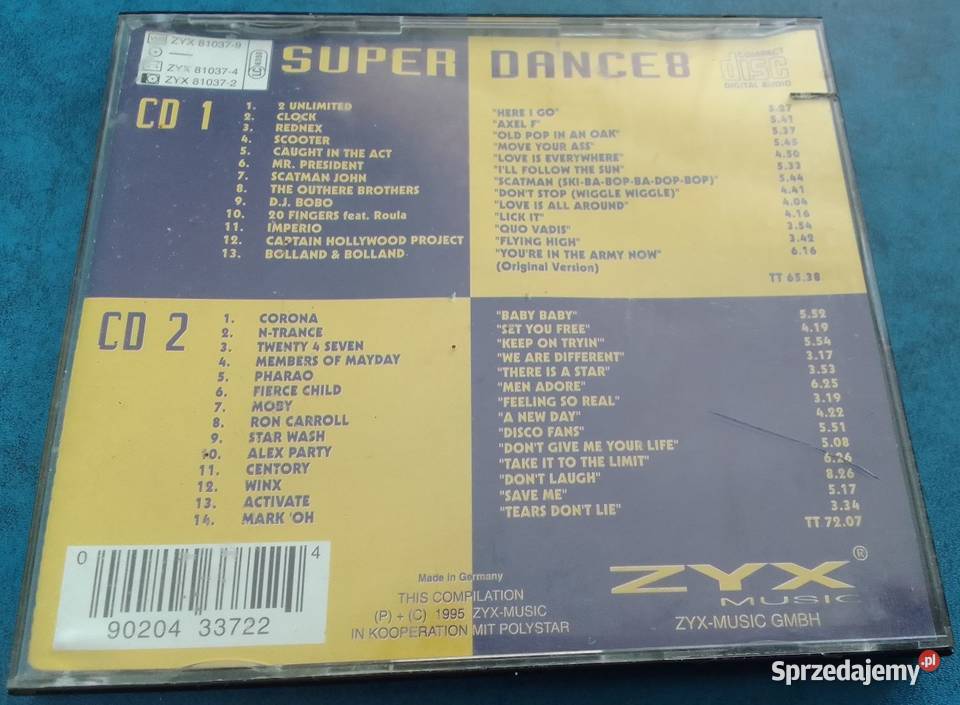 ZYX 81037-9
ZYX 81037-4
ZYX 81037-2
SUPER DANCE8
COMPACT
disc
DIGITAL AUDIO
CD 1
1. 2 UNLIMITED "HERE I GO" 5.27
2. CLOCK "AXEL F" 5.41
3. REDNEX "OLD POP IN AN OAK" 5.37
4. SCOOTER "MOVE YOUR ASS" 5.45
5. CAUGHT IN THE ACT "LOVE IS EVERYWHERE" 4.50
6. MR. PRESIDENT "I'LL FOLLOW THE SUN" 5.33
7. SCATMAN JOHN "SCATMAN (SKI-BA-BOP-BA-DOP-BOP)" 5.44
8. THE OUTHERE BROTHERS "DON'T STOP (WIGGLE WIGGLE)" 4.41
9. D.J. BOBO "LOVE IS ALL AROUND" 4.04
10. 20 FINGERS feat. Roula "LICK IT" 4.16
11. IMPERIO "QUO VADIS" 3.54
12. CAPTAIN HOLLYWOOD PROJECT "FLYING HIGH" 3.42
13. BOLLAND & BOLLAND "YOU'RE IN THE ARMY NOW" 6.16
(Original Version)
TT 65.38
CD 2
1. CORONA "BABY BABY" 5.52
2. N-TRANCE "SET YOU FREE" 4.19
3. TWENTY 4 SEVEN "KEEP ON TRYIN" 5.54
4. MEMBERS OF MAYDAY "WE ARE DIFFERENT" 3.17
5. PHARAO "THERE IS A STAR" 3.53
6. FIERCE CHILD "MEN ADORE" 6.25
7. MOBY "FEELING SO REAL" 3.19
8. RON CARROLL "A NEW DAY" 4.22
9. STAR WASH "DISCO FANS" 5.51
10. ALEX PARTY "DON'T GIVE ME YOUR LIFE" 5.08
11. CENTORY "TAKE IT TO THE LIMIT" 6.26
12. WINX "DON'T LAUGH" 8.26
13. ACTIVATE "SAVE ME" 5.17
14. MARK 'OH "TEARS DON'T LIE" 3.34
TT 72.07
0 90204 33722 4
Made in Germany
THIS COMPILATION
(P) + (C) 1995 ZYX-MUSIC
IN KOOPERATION MIT POLYSTAR
ZYX®
MUSIC
ZYX-MUSIC GMBH
Sprzedajemy.pl